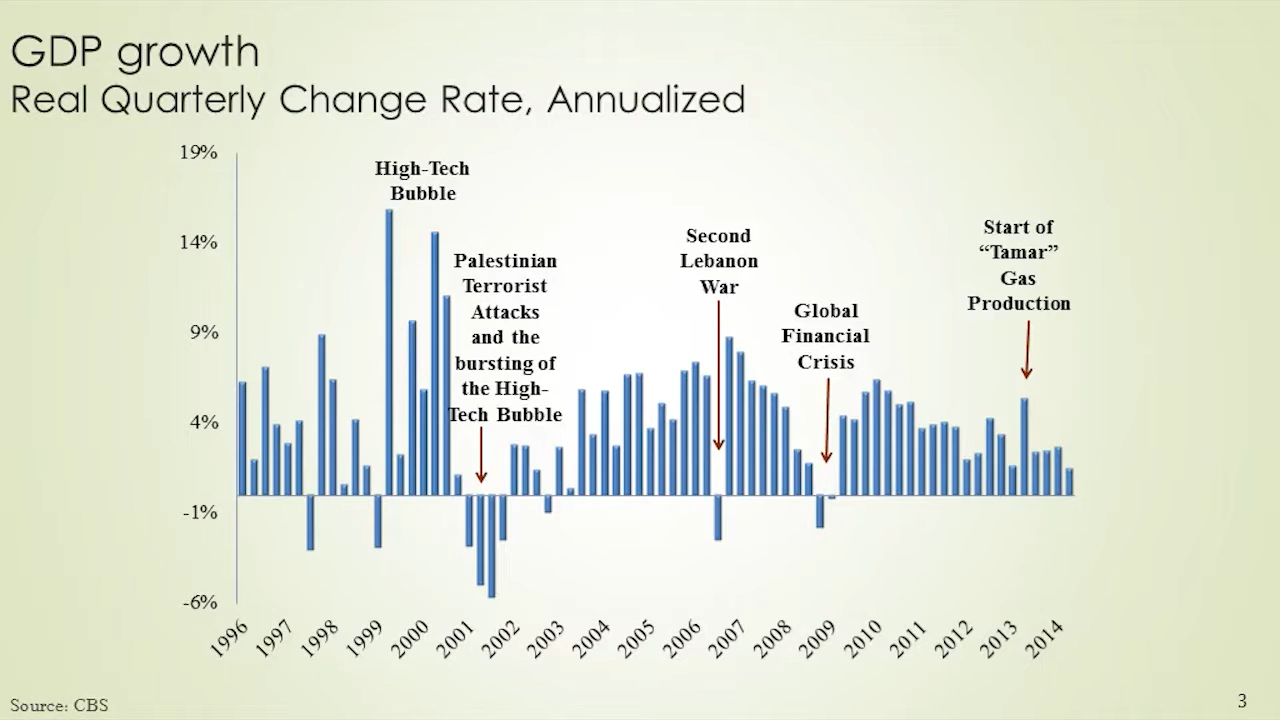 GDP growth
Real Quarterly Change Rate, Annualized
19%
14%
9%
4%
-1%
-6%
High-Tech
Bubble
Palestinian
Terrorist
Attacks
and the
bursting of
the High-
Tech Bubble
Second
Lebanon
War
Global
Financial
Crisis
Start of
“Tamar”
Gas
Production
1996
1997
1998
1999
2000
2001
2002
2003
2004
2005
2006
2007
2008
2009
2010
2011
2012
2013
2014
Source: CBS
3